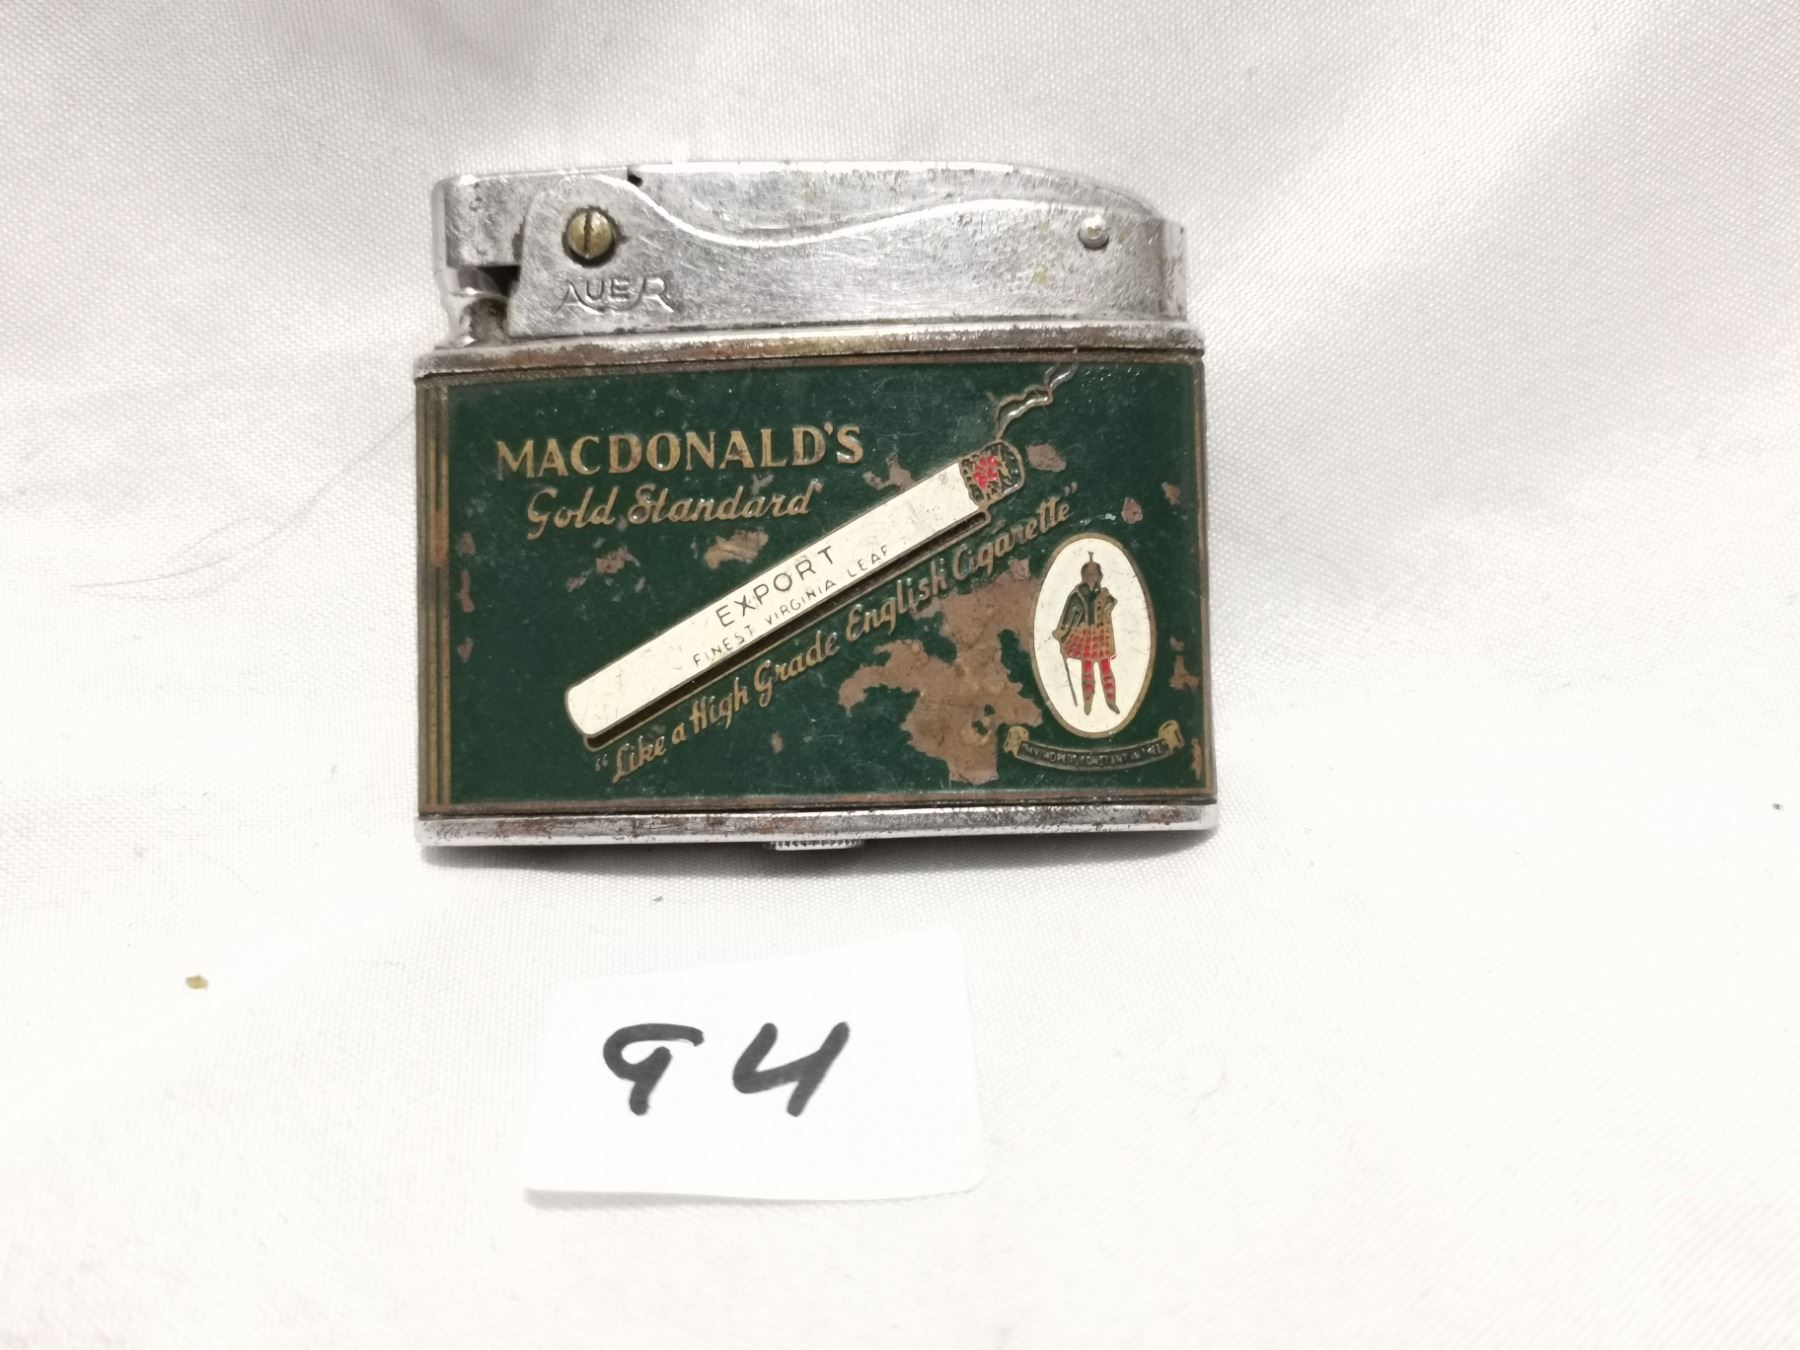 AUER
MACDONALD'S
Gold Standard
EXPORT
FINEST VIRGINIA LEAF
"Like a High Grade English Cigarette"
94